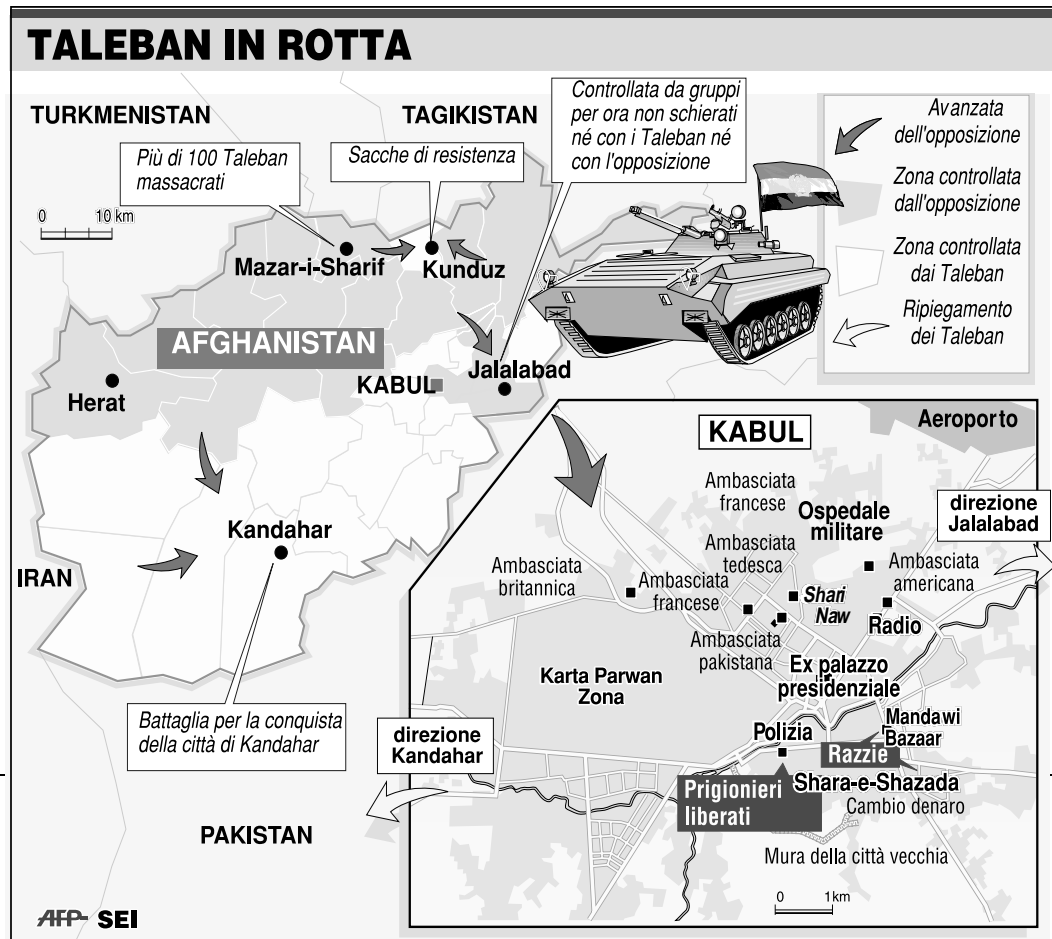 TALEBAN IN ROTTA
TURKMENISTAN
TAGIKISTAN
Controllata da gruppi
per ora non schierati
né con i Taleban né
con l'opposizione
Più di 100 Taleban
massacrati
Sacche di resistenza
Avanzata
dell'opposizione
Zona controllata
dall'opposizione
Zona controllata
dai Taleban
Ripiegamento
dei Taleban
0 10 km
Mazar-i-Sharif
Kunduz
AFGHANISTAN
Jalalabad
KABUL
Herat
Kandahar
IRAN
Battaglia per la conquista
della città di Kandahar
PAKISTAN
KABUL
Aeroporto
Ambasciata
francese
Ospedale
militare
direzione
Jalalabad
Ambasciata
tedesca
Ambasciata
britannica
Ambasciata
francese
Ambasciata
americana
Shari
Naw
Radio
Ambasciata
pakistana
Karta Parwan
Zona
Ex palazzo
presidenziale
direzione
Kandahar
Polizia
Mandawi
Bazaar
Razzie
Prigionieri
liberati
Shara-e-Shazada
Cambio denaro
Mura della città vecchia
0 1km
AFP SEI